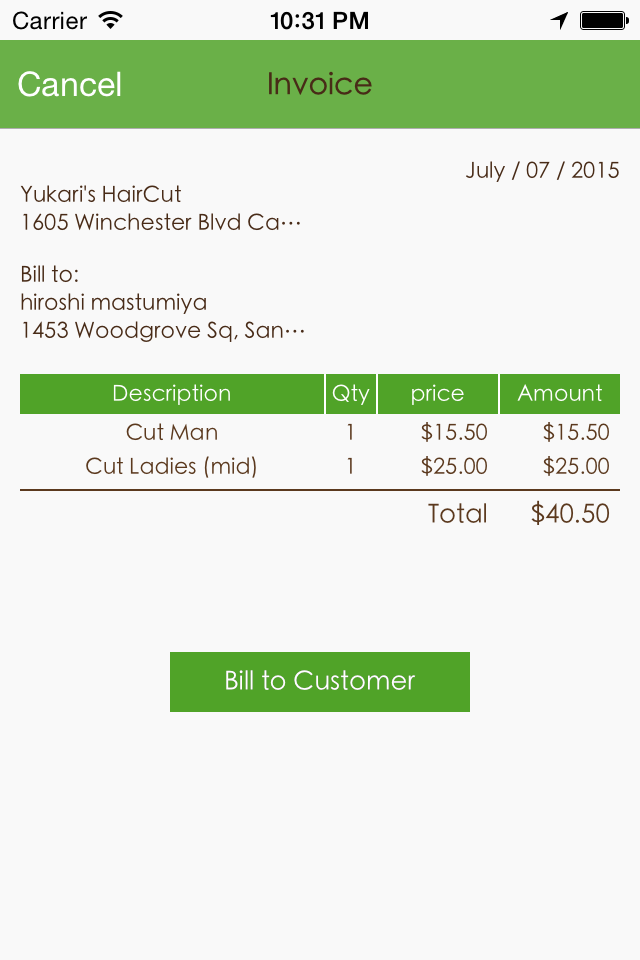 Carrier 10:31 PM
Cancel Invoice
July / 07 / 2015
Yukari's HairCut
1605 Winchester Blvd Ca···
Bill to:
hiroshi mastumiya
1453 Woodgrove Sq, San···
Description Qty price Amount
Cut Man 1 $15.50 $15.50
Cut Ladies (mid) 1 $25.00 $25.00
Total $40.50
Bill to Customer